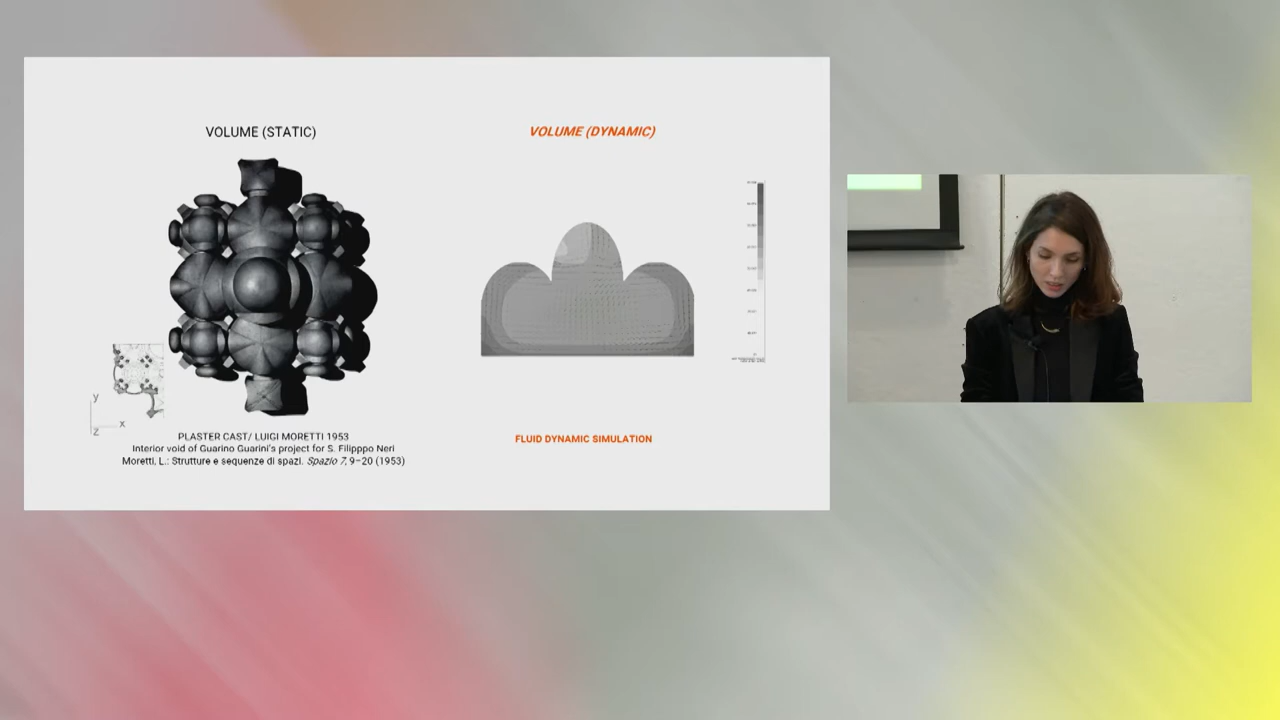 VOLUME (STATIC)
VOLUME (DYNAMIC)
y
x
z
PLASTER CAST/ LUIGI MORETTI 1953
Interior void of Guarino Guarini's project for S. Filipppo Neri
Moretti, L.: Strutture e sequenze di spazi. Spazio 7, 9–20 (1953)
FLUID DYNAMIC SIMULATION